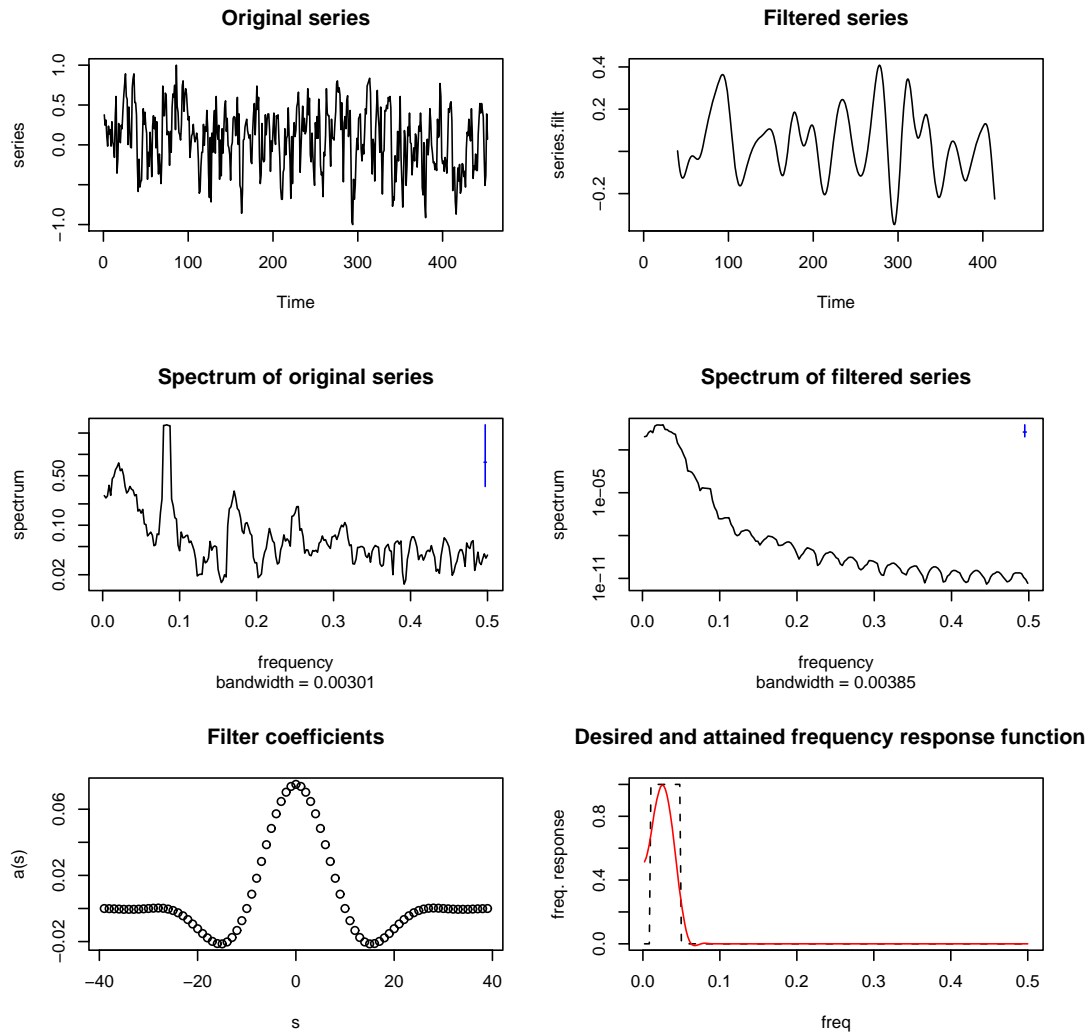 Original series
series
−1.0 0.0 0.5 1.0
0 100 200 300 400
Time
Filtered series
series.filt
−0.2 0.2 0.4
0 100 200 300 400
Time
Spectrum of original series
spectrum
0.02 0.10 0.50
0.0 0.1 0.2 0.3 0.4 0.5
frequency
bandwidth = 0.00301
Spectrum of filtered series
spectrum
1e−11 1e−05
0.0 0.1 0.2 0.3 0.4 0.5
frequency
bandwidth = 0.00385
Filter coefficients
a(s)
−0.02 0.02 0.06
−40 −20 0 20 40
s
Desired and attained frequency response function
freq. response
0.0 0.4 0.8
0.0 0.1 0.2 0.3 0.4 0.5
freq